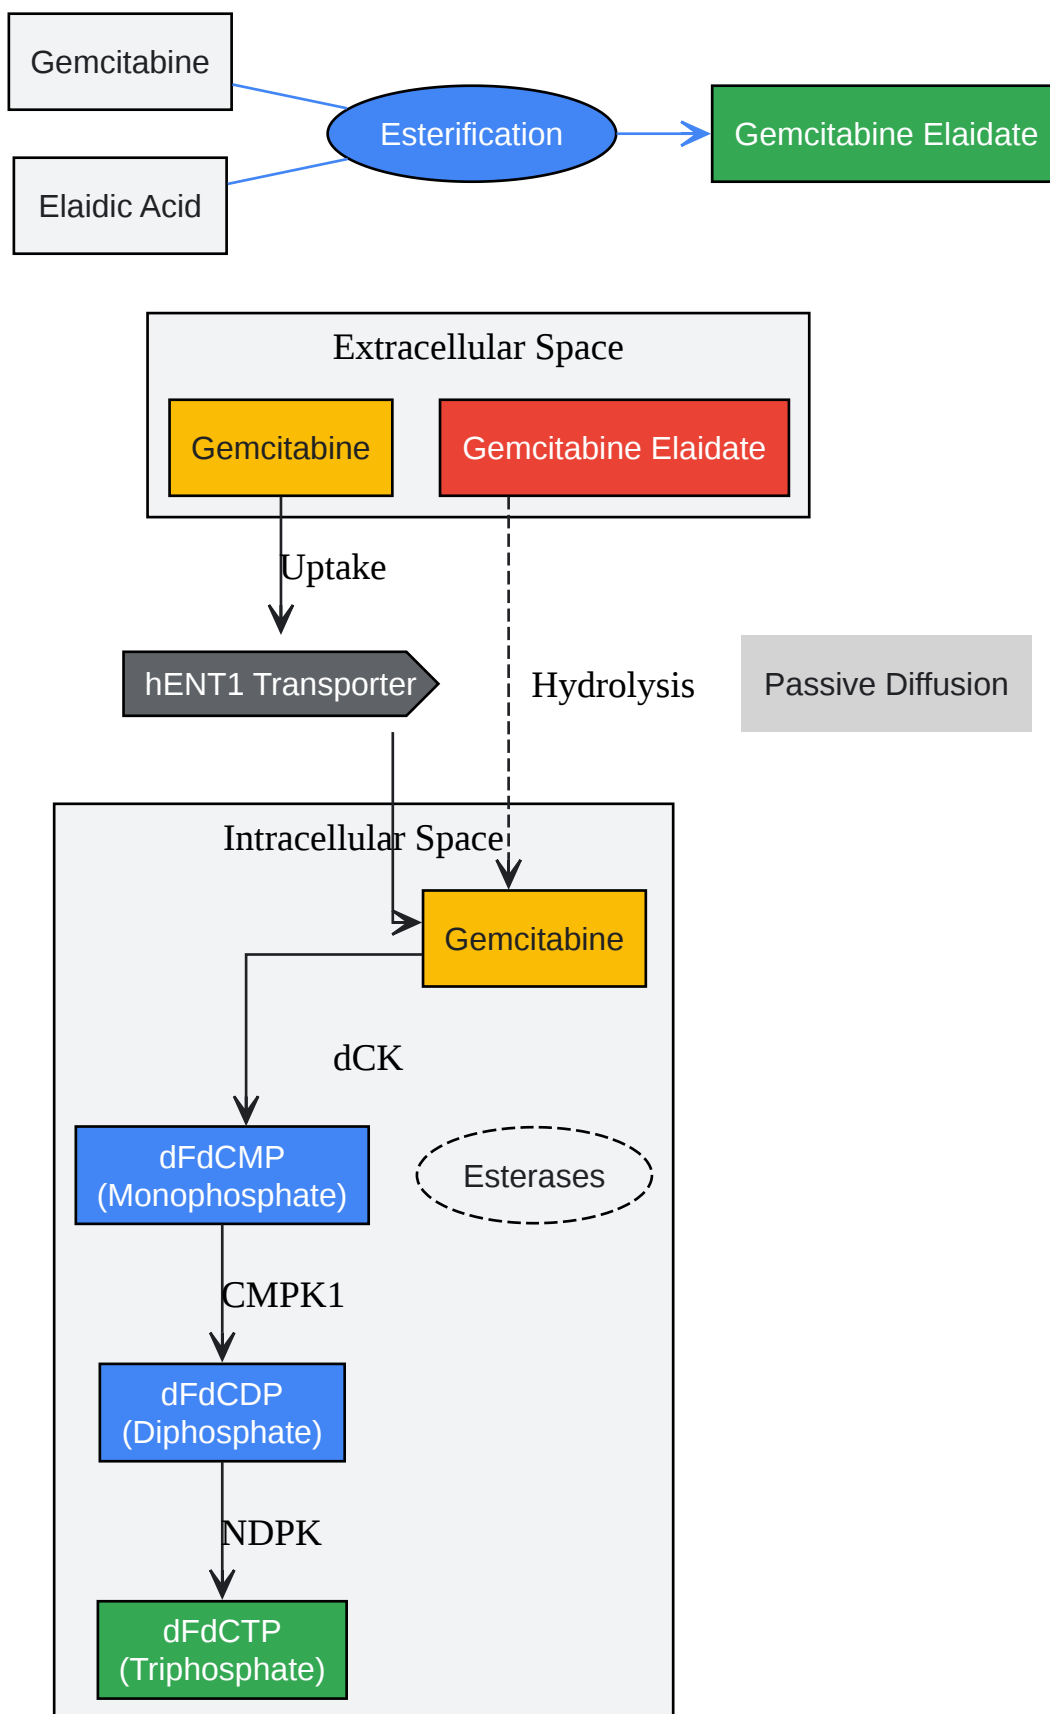 Gemcitabine
Esterification
Gemcitabine Elaidate
Elaidic Acid
Extracellular Space
Gemcitabine
Gemcitabine Elaidate
Uptake
hENT1 Transporter
Hydrolysis
Passive Diffusion
Intracellular Space
Gemcitabine
dCK
dFdCMP
(Monophosphate)
Esterases
CMPK1
dFdCDP
(Diphosphate)
NDPK
dFdCTP
(Triphosphate)